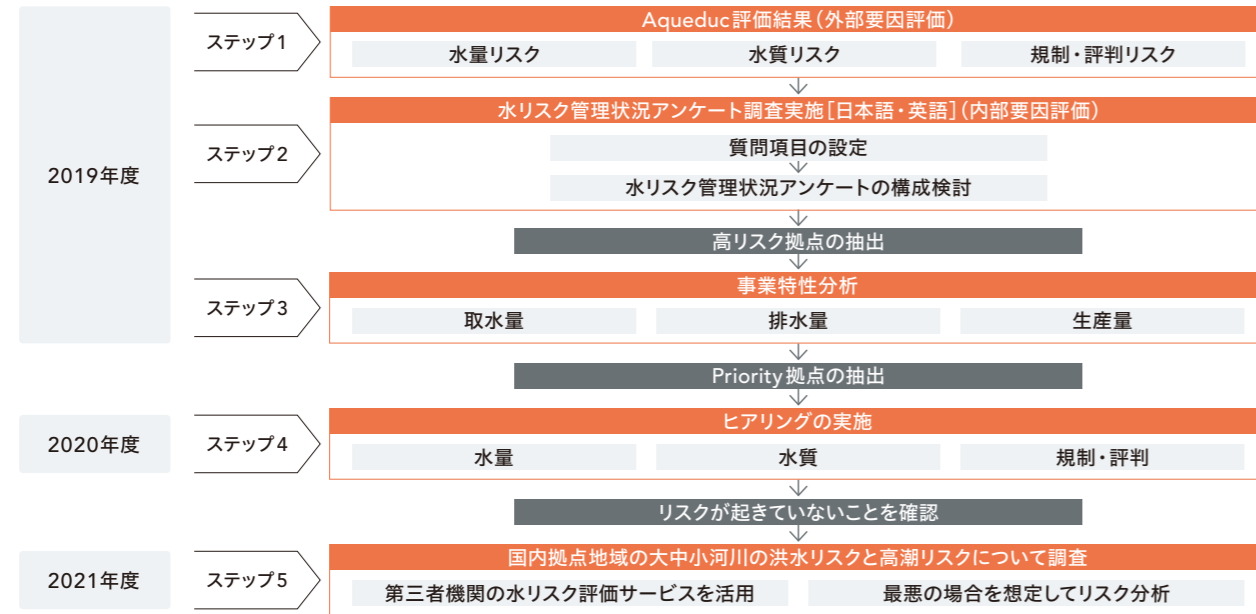 2019年度
ステップ1
Aqueduc評価結果（外部要因評価）
水量リスク
水質リスク
規制・評判リスク
ステップ2
水リスク管理状況アンケート調査実施［日本語・英語］（内部要因評価）
質問項目の設定
水リスク管理状況アンケートの構成検討
高リスク拠点の抽出
ステップ3
事業特性分析
取水量
排水量
生産量
Priority拠点の抽出
2020年度
ステップ4
ヒアリングの実施
水量
水質
規制・評判
リスクが起きていないことを確認
2021年度
ステップ5
国内拠点地域の大中小河川の洪水リスクと高潮リスクについて調査
第三者機関の水リスク評価サービスを活用
最悪の場合を想定してリスク分析